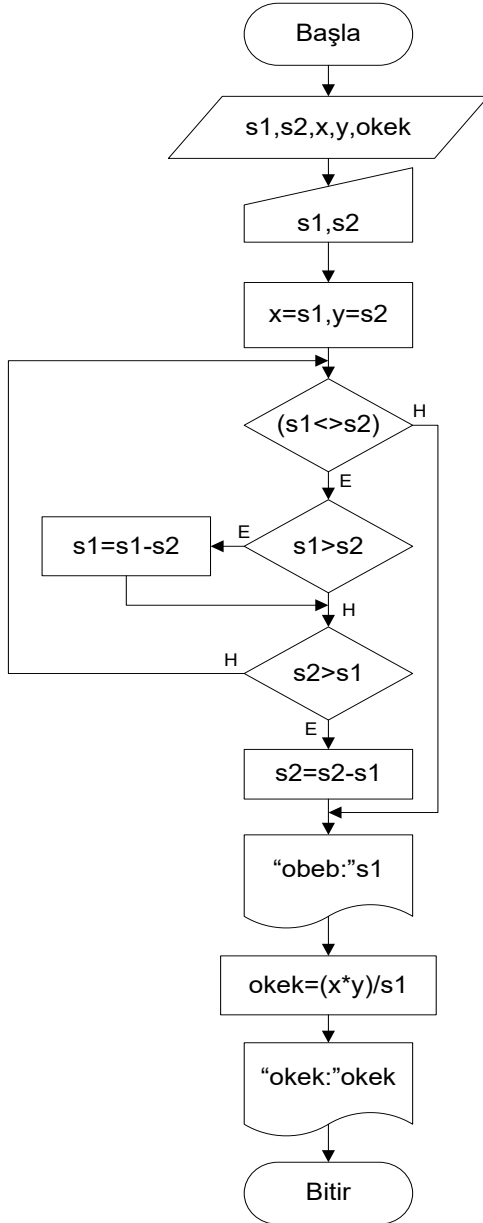 Başla
s1,s2,x,y,okek
s1,s2
x=s1,y=s2
(s1<>s2)
H
E
s1>s2
E
s1=s1-s2
H
s2>s1
H
E
s2=s2-s1
“obeb:”s1
okek=(x*y)/s1
“okek:”okek
Bitir